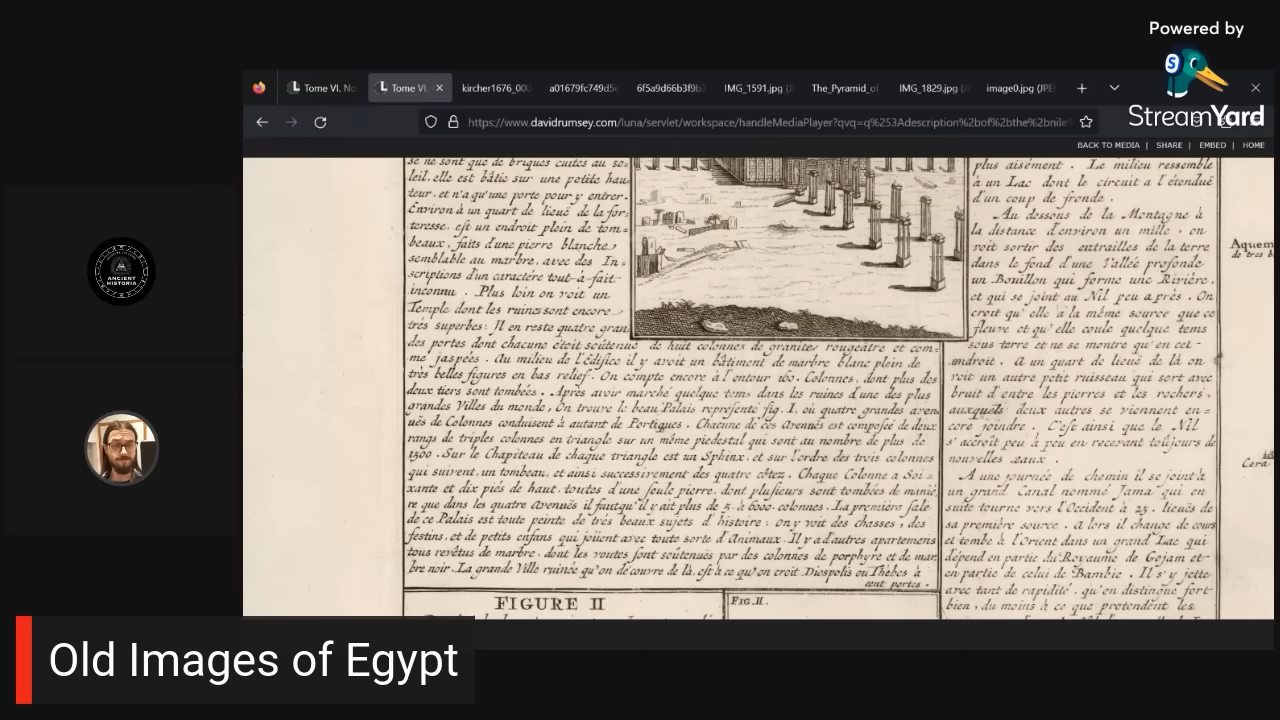 Powered by
StreamYard
Tome VI. No
Tome VI.
kircher1676_00
a01679fc749d5
6f5a9d66b3f9b
IMG_1591.jpg (
The_Pyramid_of
IMG_1829.jpg (
image0.jpg (JPE
https://www.davidrumsey.com/luna/servlet/workspace/handleMediaPlayer?qvq=q%253Adescription%2bof%2bthe%2bnile
BACK TO MEDIA | SHARE | EMBED | HOME
se ne sont que de briques cuites au so=
leil, elle est bâtie sur une petite hau
teur, et n'a qu'une porte pour y entrer.
Environ à un quart de lieuë de la for=
teresse, est un endroit plein de tom=
beaux, faits d'une pierre blanche
semblable au marbre, avec des In=
scriptions d'un caractère tout-à-fait
inconnu. Plus loin on voit un
Temple dont les ruines sont encore
très superbes: Il en reste quatre gran
des portes dont chacune étoit soûtenue de huit colonnes de granites rougeâtre et com=
me jaspées. Au milieu de l'Edifice il y avoit un bâtiment de marbre blanc plein de
très belles figures en bas relief. On compte encore à l'entour 160. Colonnes, dont plus des
deux tiers sont tombées. Après avoir marché quelque tems dans les ruines d'une des plus
grandes Villes du monde, On trouve le beau Palais representé fig. I. où quatre grandes aven
uës de Colonnes conduisent à autant de Portiques. Chacune de ces Avenuës est composée de deux
rangs de triples colonnes en triangle sur un même piedestal qui sont au nombre de plus de
1500. Sur le Chapiteau de chaque triangle est un Sphinx, et sur l'ordre des trois colonnes
qui suivent, un tombeau, et ainsi successivement des quatre côtez. Chaque Colonne a Soi=
xante et dix piés de haut, toutes d'une seule pierre, dont plusieurs sont tombées de manié
re que dans les quatre Avenuës il faut qu'il y ait plus de 5. à 6000. colonnes. La premiere sale
de ce Palais est toute peinte de très beaux sujets d'histoire: on y voit des chasses, des
festins, et de petits enfans qui joüent avec toute sorte d'Animaux. Il y a d'autres apartemens
tous revêtus de marbre, dont les voutes sont soûtenuës par des colonnes de porphyre et de mar
bre noir. La grande Ville ruinée qu'on découvre de là, est à ce qu'on croit Diospolis ou Thèbes à
cent portes.
FIGURE II
FIG. II.
plus aisément. Le milieu ressemble
à un Lac dont le circuit a l'étenduë
d'un coup de fronde.
Au dessous de la Montagne à
la distance d'environ un mille, on
voit sortir des entrailles de la terre
dans le fond d'une Vallée profonde
un Bouillon qui forme une Rivière,
et qui se joint au Nil peu après. On
croit qu'elle a la même source que ce
fleuve et qu'elle coule quelque tems
sous terre et ne se montre qu'en cet-
endroit. A un quart de lieuë de là on
voit un autre petit ruisseau qui sort avec
bruit d'entre les pierres et les rochers,
auxquels deux autres se viennent en=
core joindre. C'est ainsi que le Nil
s'accroît peu à peu en recevant toûjours de
nouvelles eaux.
A une journée de chemin il se joint à
un grand Canal nommé Jama qui en
suite tourne vers l'Occident à 25. lieuës de
sa première source. A lors il change de cours
et tombe à l'Orient dans un grand Lac qui
dépend en partie du Royaume de Gojam et
en partie de celui de Bambie. Il s'y jette
avec tant de rapidité, qu'on distingue fort
bien, du moins à ce que pretendent les
Aquem
Cera
ANCIENT
HISTORIA
Old Images of Egypt